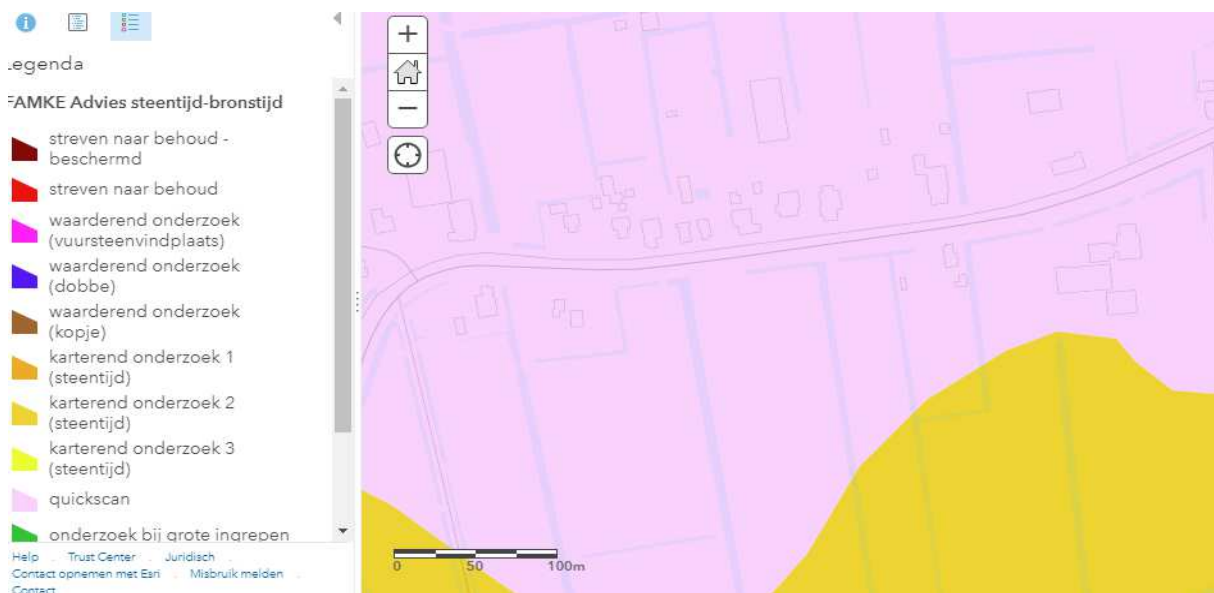 Legenda
FAMKE Advies steentijd-bronstijd
streven naar behoud -
beschermd
streven naar behoud
waarderend onderzoek
(vuursteenvindplaats)
waarderend onderzoek
(dobbe)
waarderend onderzoek
(kopje)
karterend onderzoek 1
(steentijd)
karterend onderzoek 2
(steentijd)
karterend onderzoek 3
(steentijd)
quickscan
onderzoek bij grote ingrepen
Help . Trust Center . Juridisch .
Contact opnemen met Esri . Misbruik melden .
Contact
0 50 100m